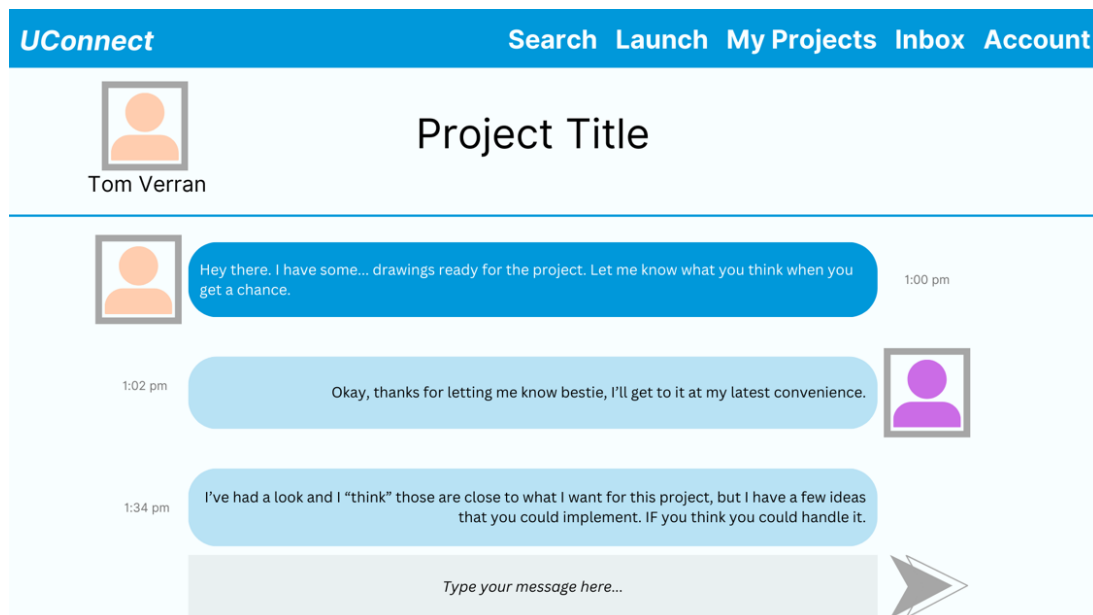 UConnect
Search Launch My Projects Inbox Account
Project Title
Tom Verran
Hey there. I have some... drawings ready for the project. Let me know what you think when you
get a chance.
1:00 pm
1:02 pm
Okay, thanks for letting me know bestie, I’ll get to it at my latest convenience.
1:34 pm
I’ve had a look and I “think” those are close to what I want for this project, but I have a few ideas
that you could implement. IF you think you could handle it.
Type your message here...